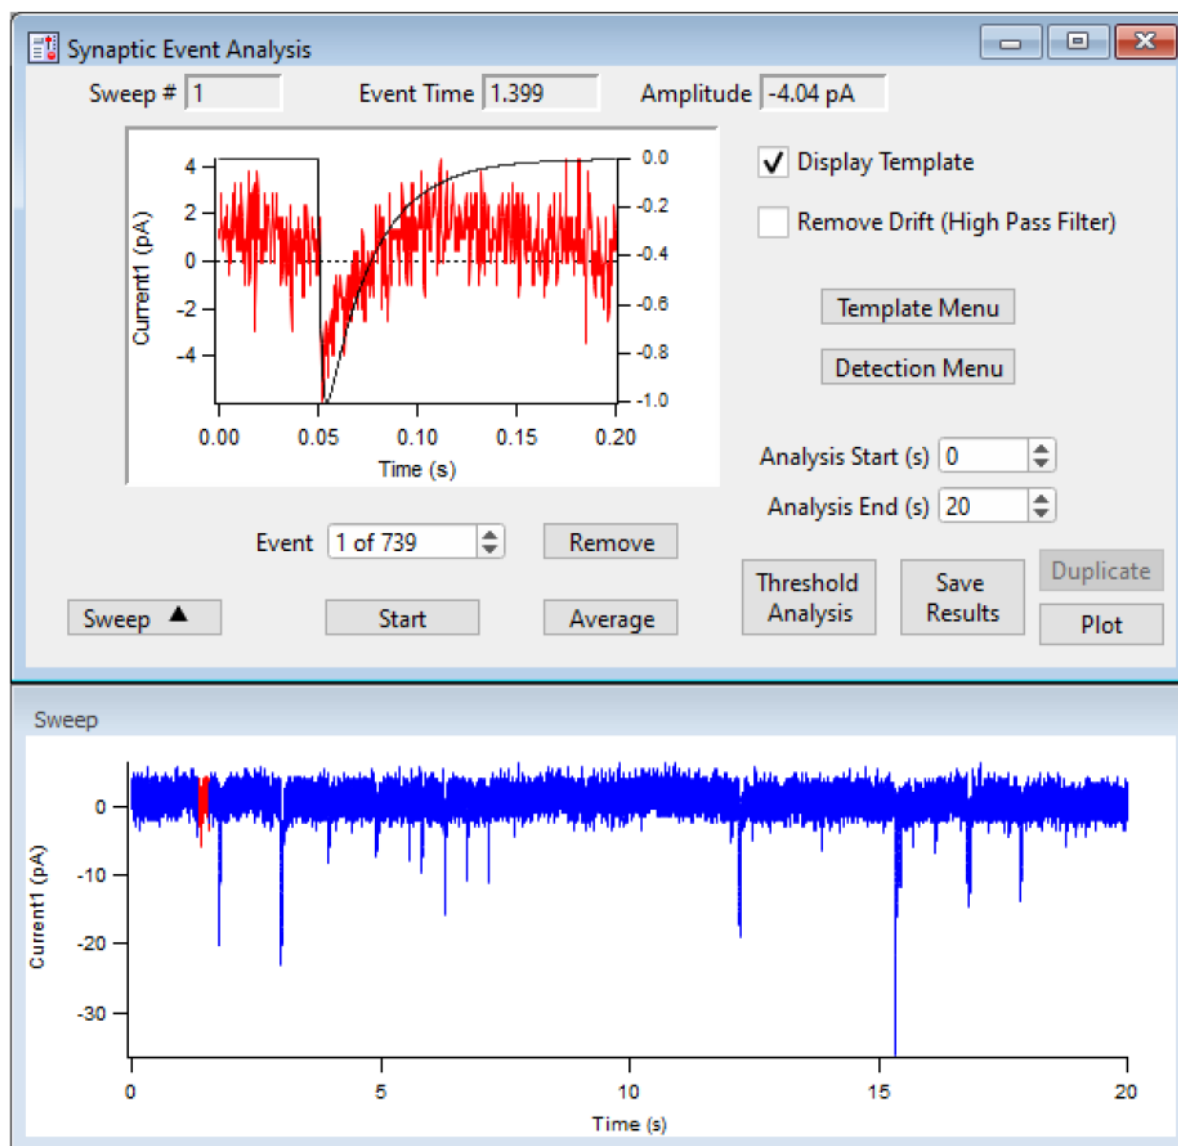 Synaptic Event Analysis
Sweep # 1 Event Time 1.399 Amplitude -4.04 pA
4
2
0
-2
-4
Current1 (pA)
0.0
-0.2
-0.4
-0.6
-0.8
-1.0
0.00 0.05 0.10 0.15 0.20
Time (s)
Display Template
Remove Drift (High Pass Filter)
Template Menu
Detection Menu
Analysis Start (s) 0
Analysis End (s) 20
Event 1 of 739 Remove
Sweep ▲ Start Average
Threshold
Analysis
Save
Results
Duplicate
Plot
Sweep
0
-10
-20
-30
Current1 (pA)
0 5 10 15 20
Time (s)